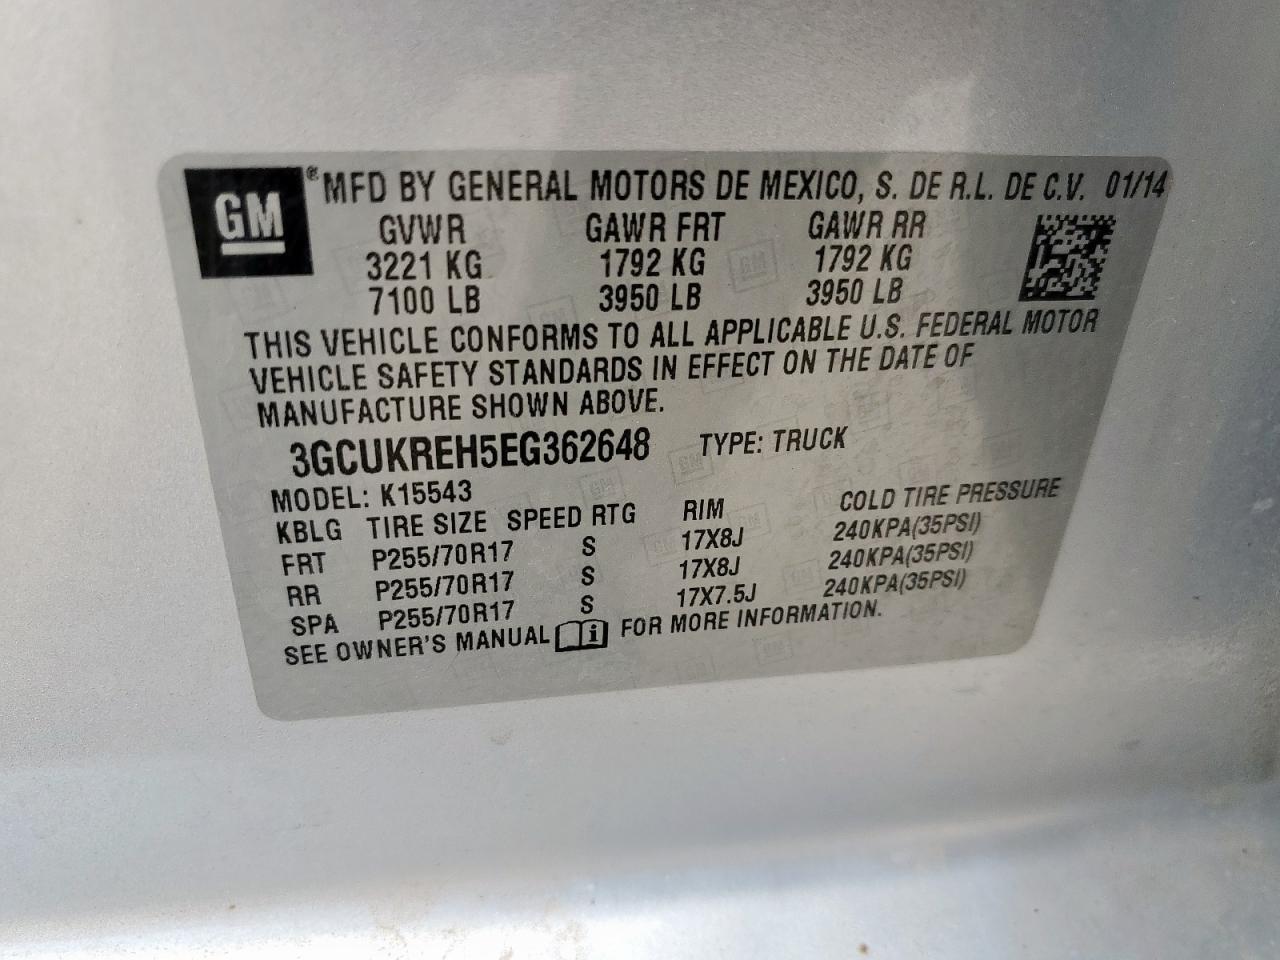 GM ® MFD BY GENERAL MOTORS DE MEXICO, S. DE R.L. DE C.V. 01/14
GVWR GAWR FRT GAWR RR
3221 KG 1792 KG 1792 KG
7100 LB 3950 LB 3950 LB
THIS VEHICLE CONFORMS TO ALL APPLICABLE U.S. FEDERAL MOTOR
VEHICLE SAFETY STANDARDS IN EFFECT ON THE DATE OF
MANUFACTURE SHOWN ABOVE.
3GCUKREH5EG362648 TYPE: TRUCK
MODEL: K15543
KBLG TIRE SIZE SPEED RTG RIM COLD TIRE PRESSURE
FRT P255/70R17 S 17X8J 240KPA(35PSI)
RR P255/70R17 S 17X8J 240KPA(35PSI)
SPA P255/70R17 S 17X7.5J 240KPA(35PSI)
SEE OWNER'S MANUAL i FOR MORE INFORMATION.